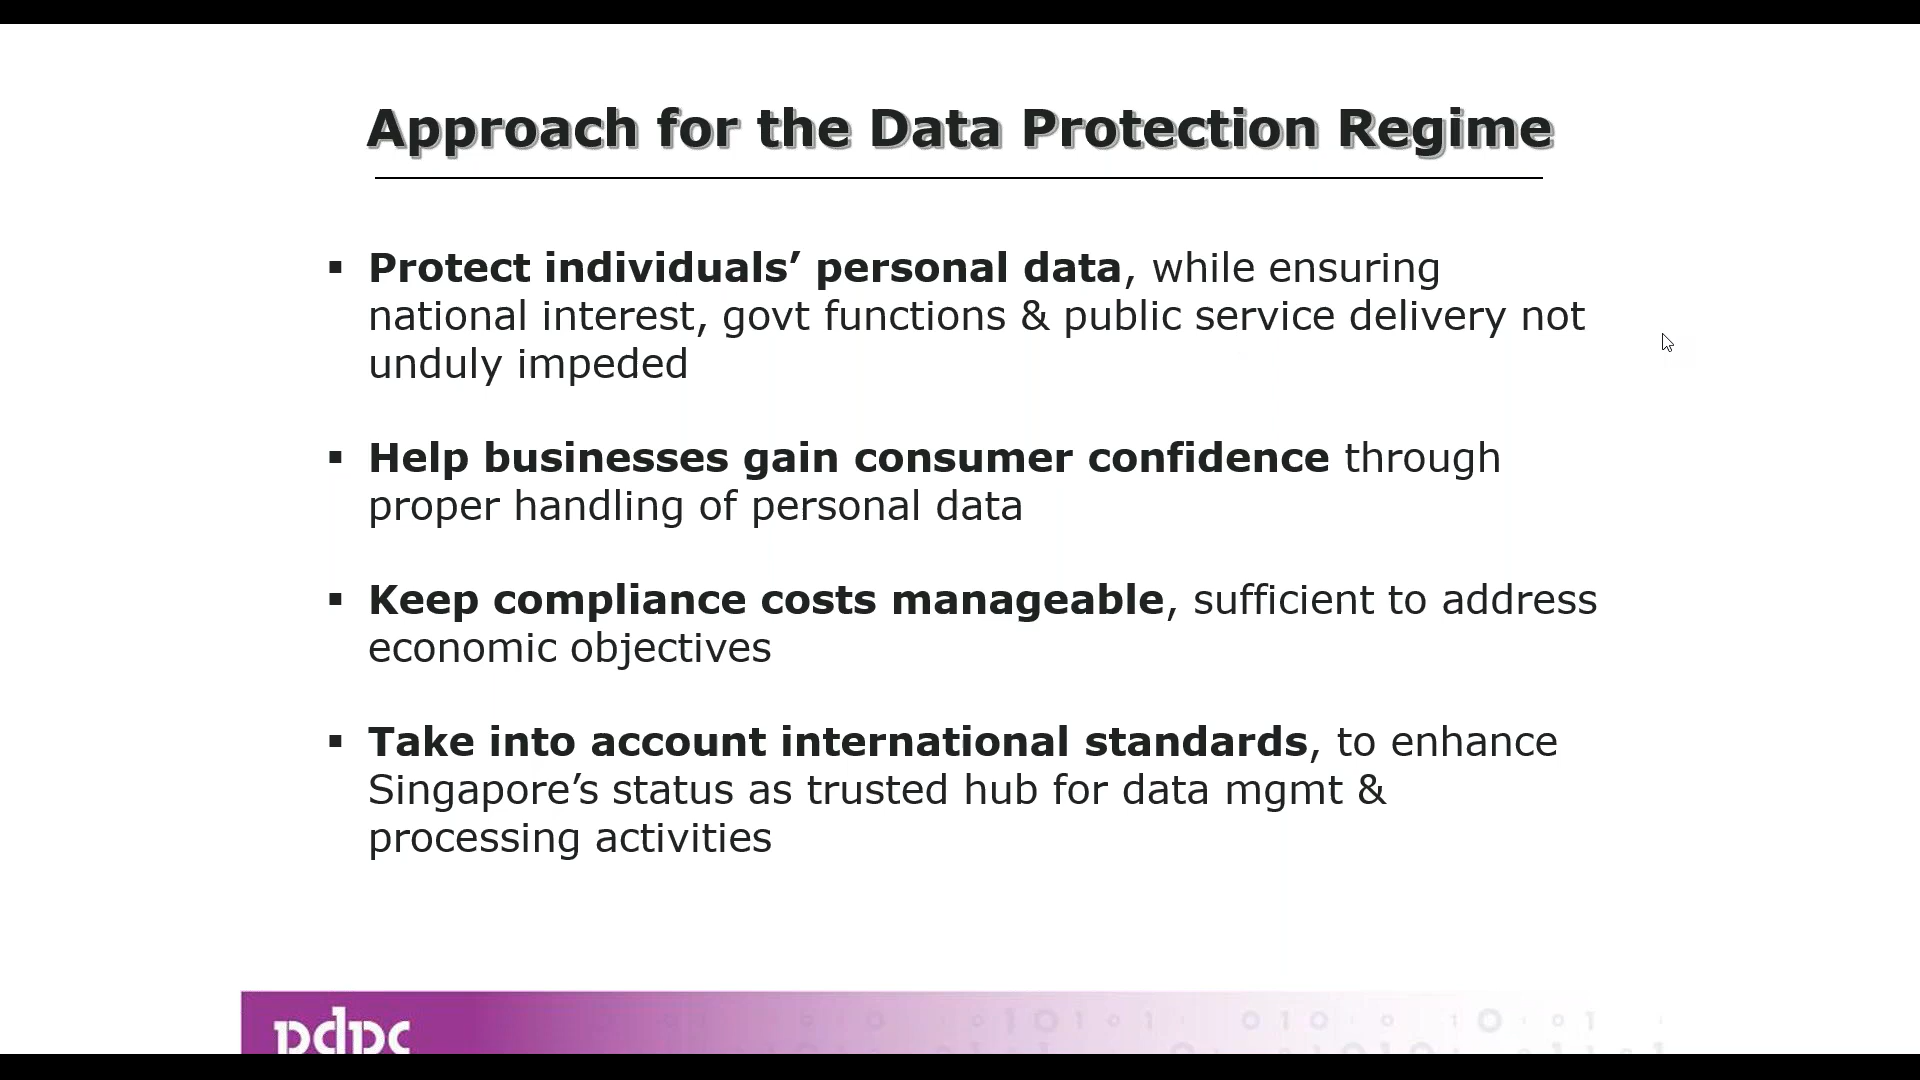 Approach for the Data Protection Regime
▪ Protect individuals’ personal data, while ensuring
national interest, govt functions & public service delivery not
unduly impeded
▪ Help businesses gain consumer confidence through
proper handling of personal data
▪ Keep compliance costs manageable, sufficient to address
economic objectives
▪ Take into account international standards, to enhance
Singapore’s status as trusted hub for data mgmt &
processing activities
pdpc